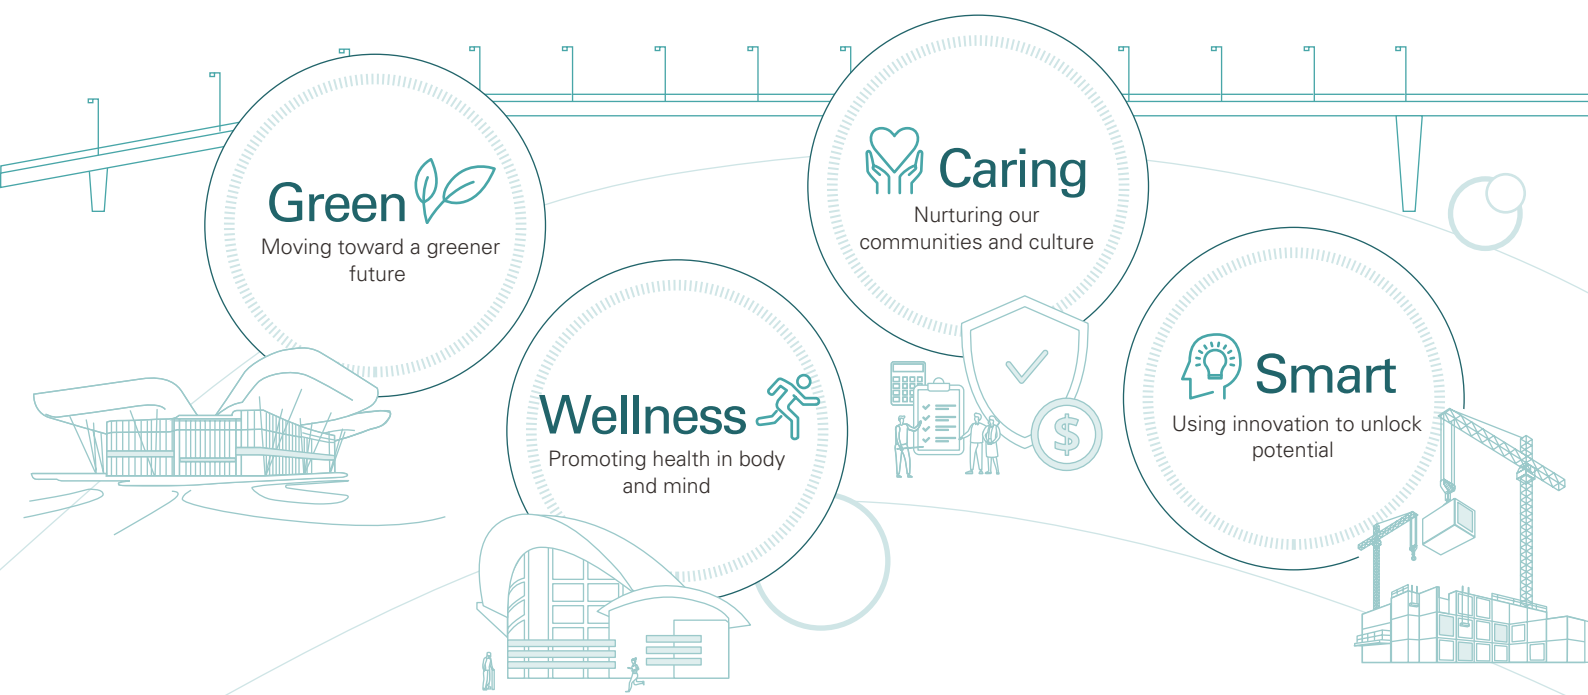 Green
Moving toward a greener
future
Wellness
Promoting health in body
and mind
Caring
Nurturing our
communities and culture
$
Smart
Using innovation to unlock
potential